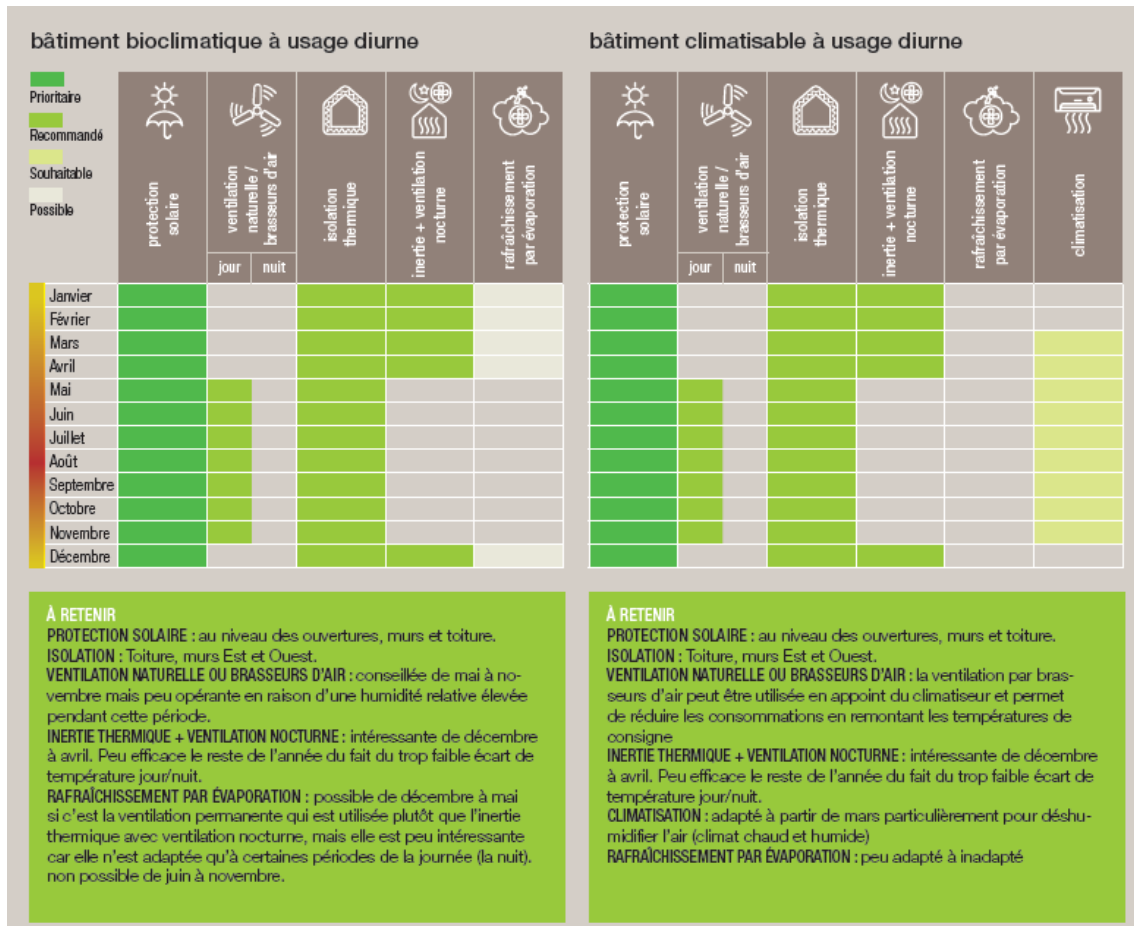 bâtiment bioclimatique à usage diurne
Prioritaire
Recommandé
Souhaitable
Possible
protection
solaire
ventilation
naturelle /
brasseurs d'air
jour
nuit
isolation
thermique
inertie + ventilation
nocturne
rafraîchissement
par évaporation
Janvier
Février
Mars
Avril
Mai
Juin
Juillet
Août
Septembre
Octobre
Novembre
Décembre
À RETENIR
PROTECTION SOLAIRE : au niveau des ouvertures, murs et toiture.
ISOLATION : Toiture, murs Est et Ouest.
VENTILATION NATURELLE OU BRASSEURS D'AIR : conseillée de mai à no-
vembre mais peu opérante en raison d'une humidité relative élevée
pendant cette période.
INERTIE THERMIQUE + VENTILATION NOCTURNE : intéressante de décembre
à avril. Peu efficace le reste de l'année du fait du trop faible écart de
température jour/nuit.
RAFRAÎCHISSEMENT PAR ÉVAPORATION : possible de décembre à mai
si c'est la ventilation permanente qui est utilisée plutôt que l'inertie
thermique avec ventilation nocturne, mais elle est peu intéressante
car elle n'est adaptée qu'à certaines périodes de la journée (la nuit).
non possible de juin à novembre.
bâtiment climatisable à usage diurne
protection
solaire
ventilation
naturelle /
brasseurs d'air
jour
nuit
isolation
thermique
inertie + ventilation
nocturne
rafraîchissement
par évaporation
climatisation
À RETENIR
PROTECTION SOLAIRE : au niveau des ouvertures, murs et toiture.
ISOLATION : Toiture, murs Est et Ouest.
VENTILATION NATURELLE OU BRASSEURS D'AIR : la ventilation par bras-
seurs d'air peut être utilisée en appoint du climatiseur et permet
de réduire les consommations en remontant les températures de
consigne
INERTIE THERMIQUE + VENTILATION NOCTURNE : intéressante de décembre
à avril. Peu efficace le reste de l'année du fait du trop faible écart de
température jour/nuit.
CLIMATISATION : adapté à partir de mars particulièrement pour déshu-
midifier l'air (climat chaud et humide)
RAFRAÎCHISSEMENT PAR ÉVAPORATION : peu adapté à inadapté